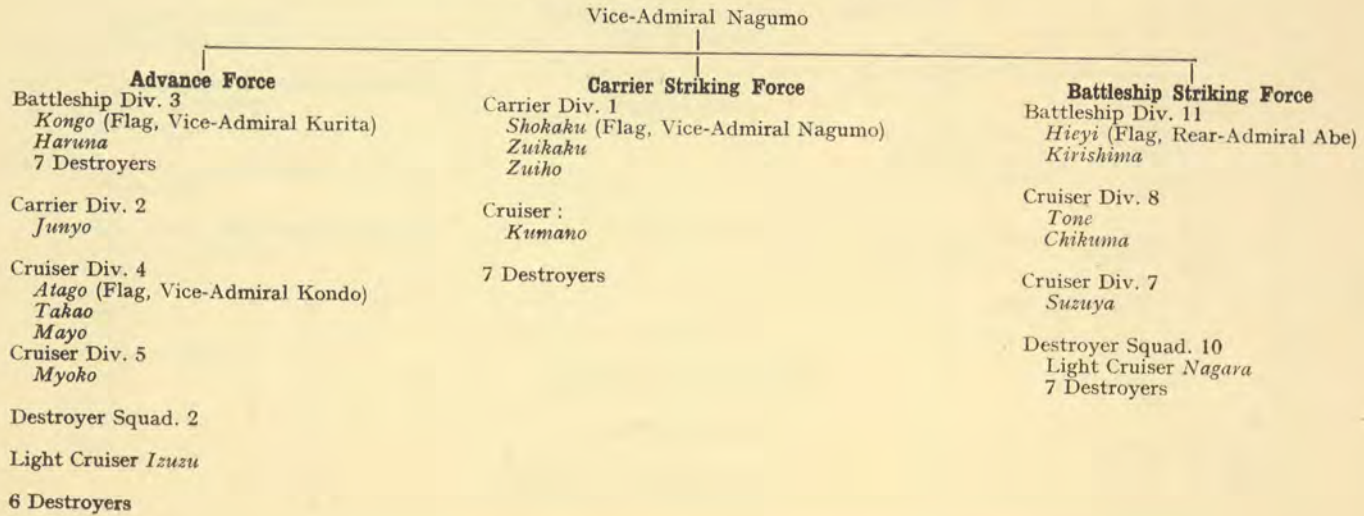 Vice-Admiral Nagumo
Advance Force
Battleship Div. 3
Kongo (Flag, Vice-Admiral Kurita)
Haruna
7 Destroyers
Carrier Div. 2
Junyo
Cruiser Div. 4
Atago (Flag, Vice-Admiral Kondo)
Takao
Mayo
Cruiser Div. 5
Myoko
Destroyer Squad. 2
Light Cruiser Izuzu
6 Destroyers
Carrier Striking Force
Carrier Div. 1
Shokaku (Flag, Vice-Admiral Nagumo)
Zuikaku
Zuiho
Cruiser :
Kumano
7 Destroyers
Battleship Striking Force
Battleship Div. 11
Hieyi (Flag, Rear-Admiral Abe)
Kirishima
Cruiser Div. 8
Tone
Chikuma
Cruiser Div. 7
Suzuya
Destroyer Squad. 10
Light Cruiser Nagara
7 Destroyers